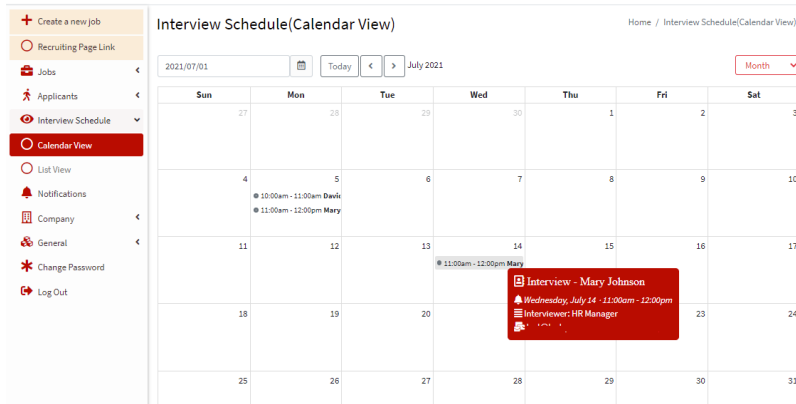 Create a new job
Recruiting Page Link
Jobs
Applicants
Interview Schedule
Calendar View
List View
Notifications
Company
General
Change Password
Log Out
Interview Schedule(Calendar View)
Home / Interview Schedule(Calendar View)
2021/07/01
Today < > July 2021
Month
Sun Mon Tue Wed Thu Fri Sat
27 28 29 30 1 2 3
4 5 6 7 8 9 10
10:00am - 11:00am David
11:00am - 12:00pm Mary
11 12 13 14 15 16 17
11:00am - 12:00pm Mary
Interview - Mary Johnson
Wednesday, July 14 · 11:00am - 12:00pm
Interviewer: HR Manager
18 19 20 23 24
25 26 27 28 29 30 31